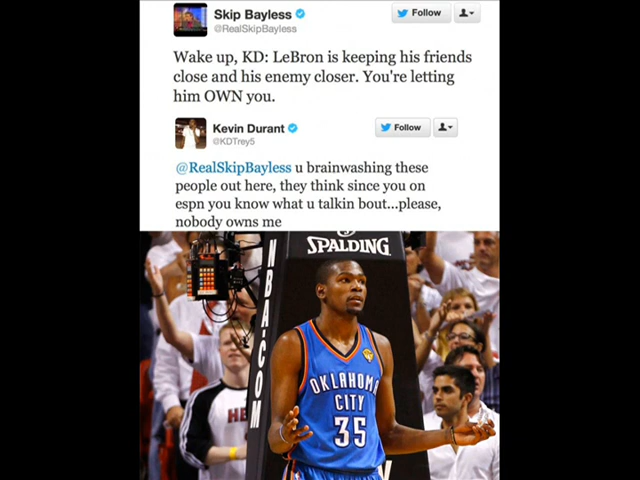 Skip Bayless
@RealSkipBayless
Follow
Wake up, KD: LeBron is keeping his friends
close and his enemy closer. You're letting
him OWN you.
Kevin Durant
@KDTrey5
Follow
@RealSkipBayless u brainwashing these
people out here, they think since you on
espn you know what u talkin bout...please,
nobody owns me
SPALDING
NBA.COM
HE
OKLAHOMA
CITY
35